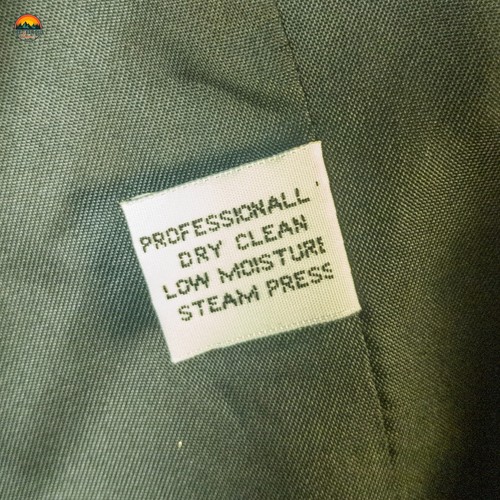 PROFESSIONALL
DRY CLEAN
LOW MOISTURE
STEAM PRESS